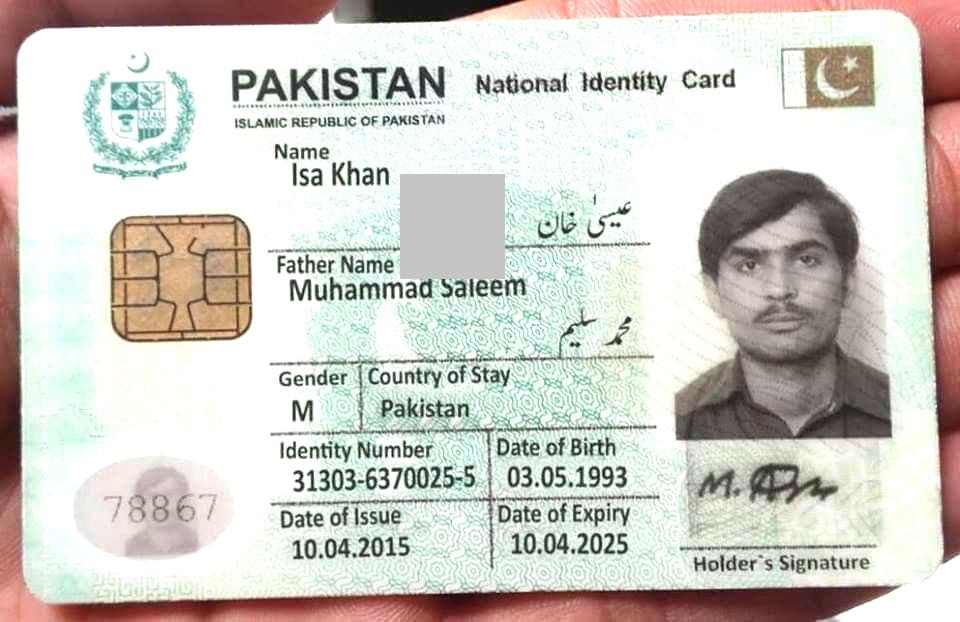 PAKISTAN National Identity Card
ISLAMIC REPUBLIC OF PAKISTAN
Name
Isa Khan
عیسیٰ خان
Father Name
Muhammad Saleem
محمد سلیم
Gender
Country of Stay
M
Pakistan
Identity Number
Date of Birth
31303-6370025-5
03.05.1993
Date of Issue
Date of Expiry
10.04.2015
10.04.2025
78867
Holder`s Signature